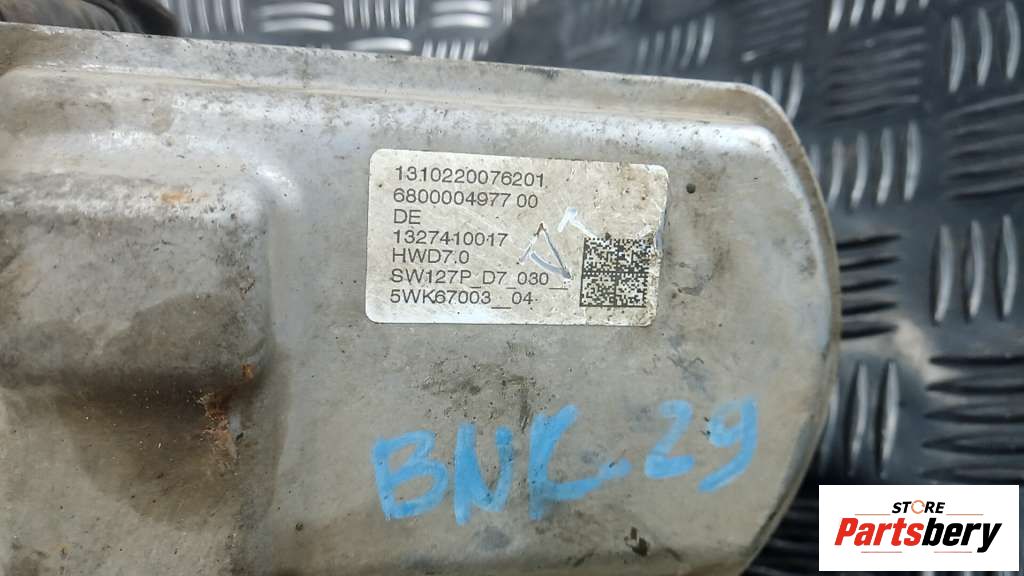 1310220076201
6800004977 00
DE
1327410017
HWD7.0
SW127P_D7_030_
5WK67003__04
BNK-29
STORE
Partsbery